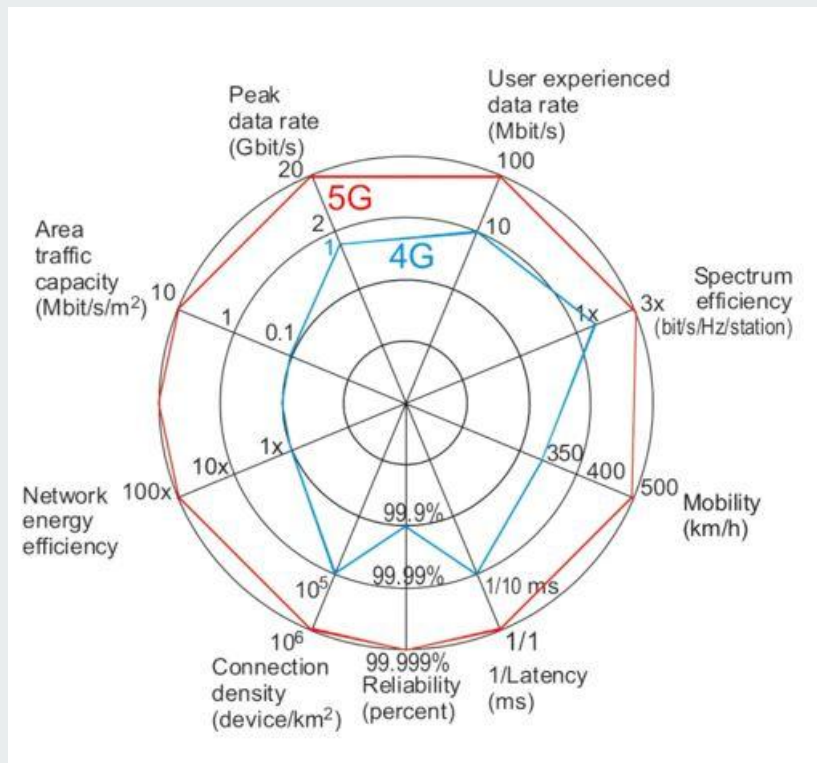 User experienced
data rate
(Mbit/s)
Peak
data rate
(Gbit/s)
20
100
5G
2
1
4G
10
Area
traffic
capacity
(Mbit/s/m²)
10
1
0.1
Spectrum
efficiency
(bit/s/Hz/station)
1x
3x
Network
energy
efficiency
100x
10x
1x
350
400
500
Mobility
(km/h)
99.9%
99.99%
99.999%
Reliability
(percent)
10⁵
10⁶
Connection
density
(device/km²)
1/10 ms
1/1
1/Latency
(ms)